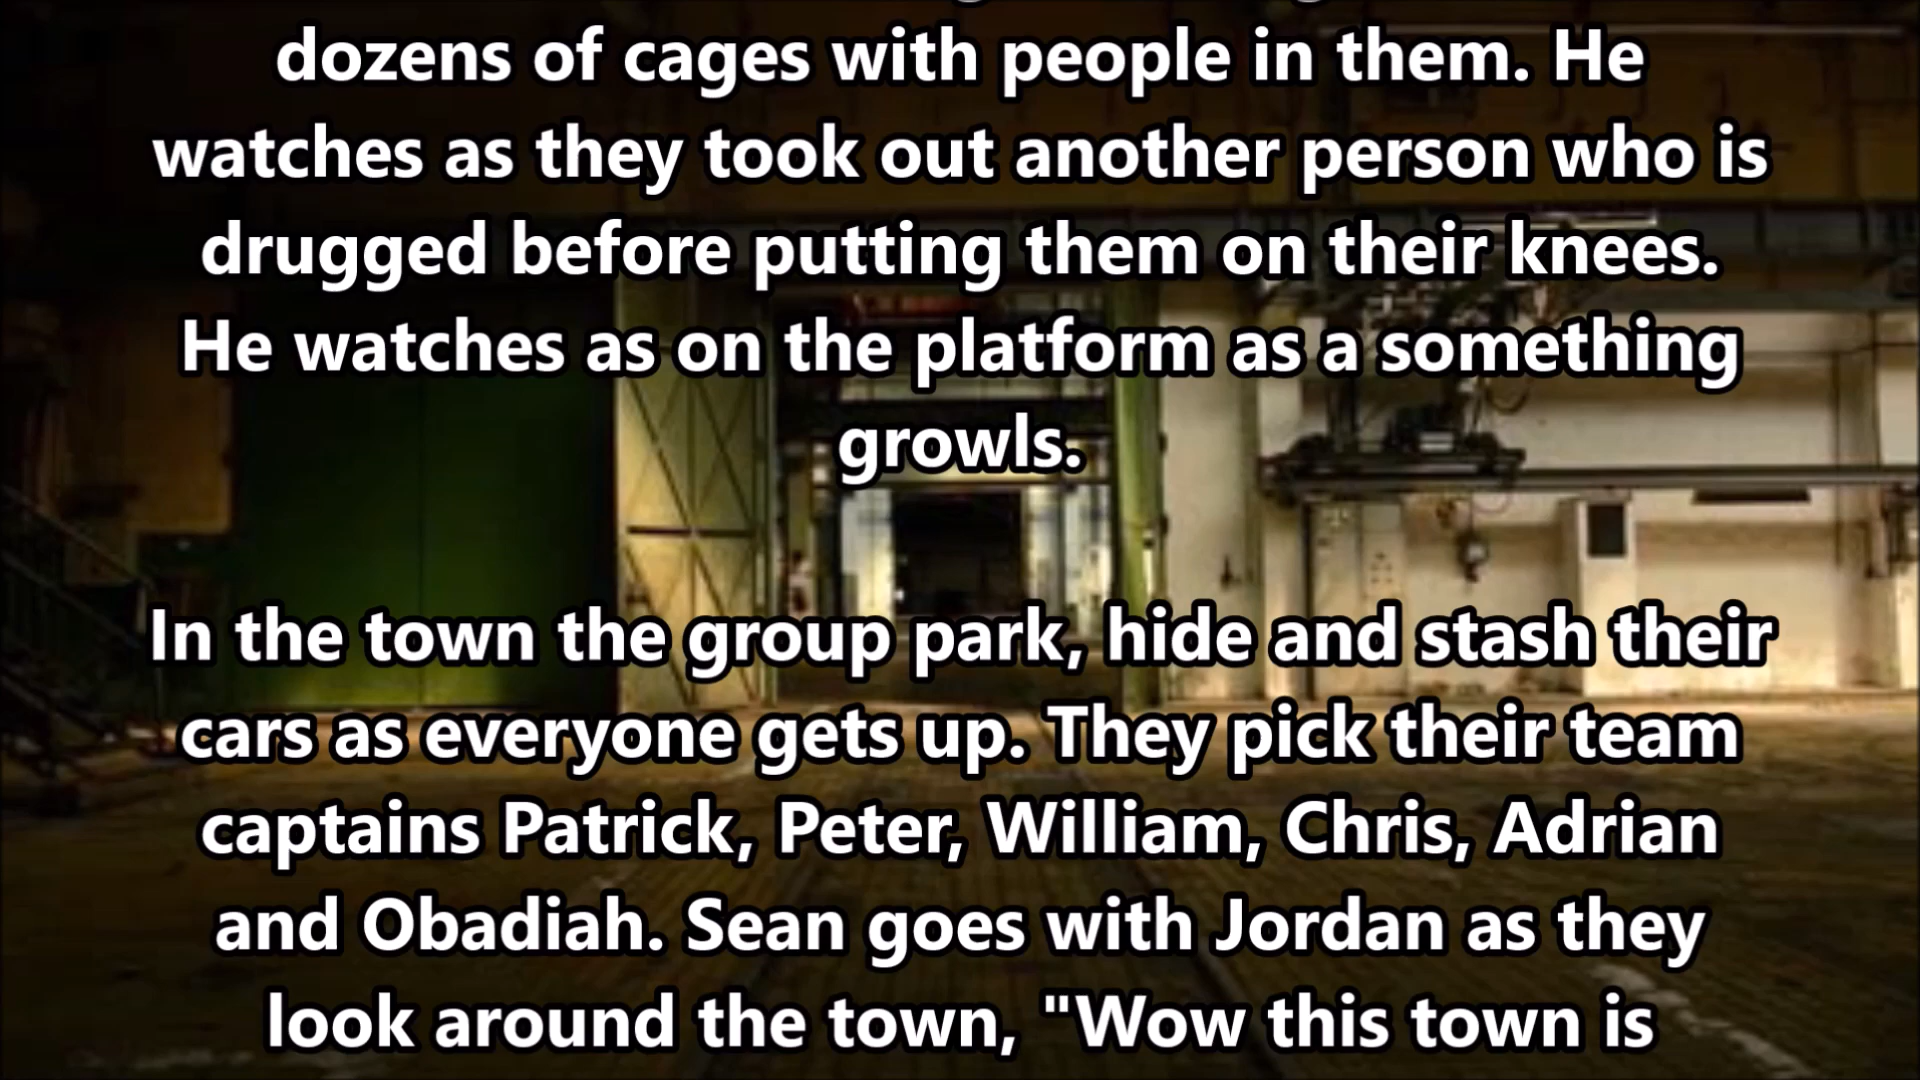 dozens of cages with people in them. He
watches as they took out another person who is
drugged before putting them on their knees.
He watches as on the platform as a something
growls.
In the town the group park, hide and stash their
cars as everyone gets up. They pick their team
captains Patrick, Peter, William, Chris, Adrian
and Obadiah. Sean goes with Jordan as they
look around the town, "Wow this town is